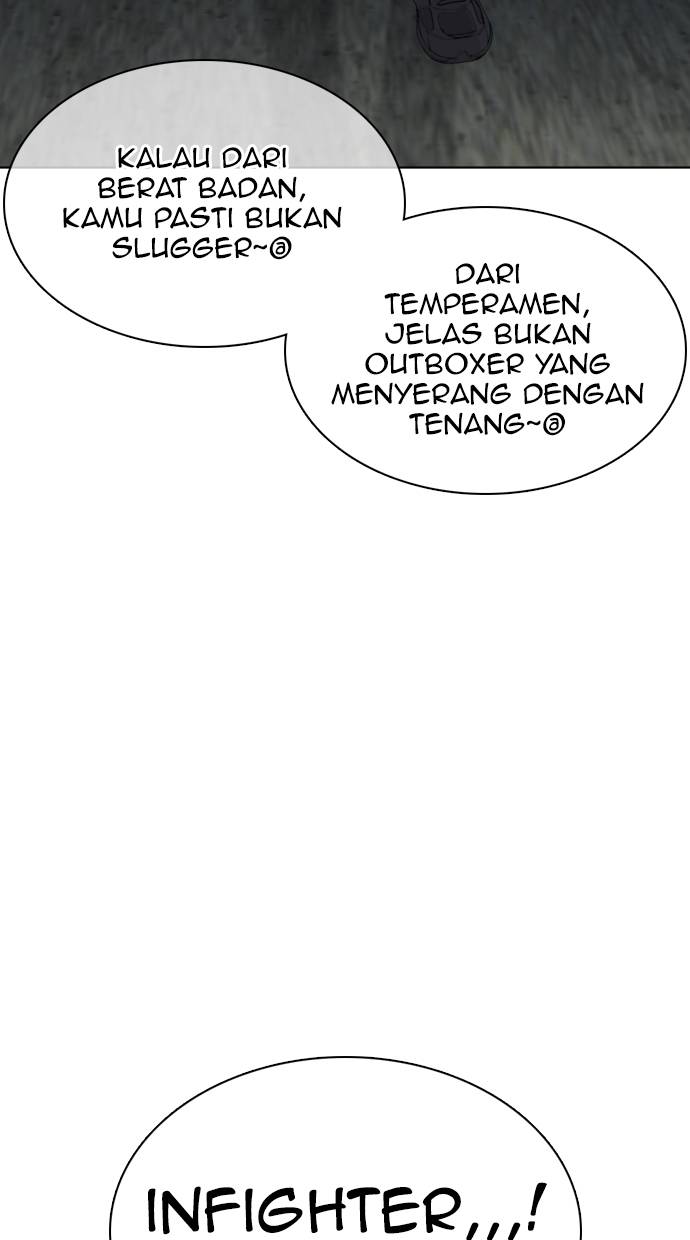 KALAU DARI
BERAT BADAN,
KAMU PASTI BUKAN
SLUGGER~@
DARI
TEMPERAMEN,
JELAS BUKAN
OUTBOXER YANG
MENYERANG DENGAN
TENANG~@
INFIGHTER,,,!